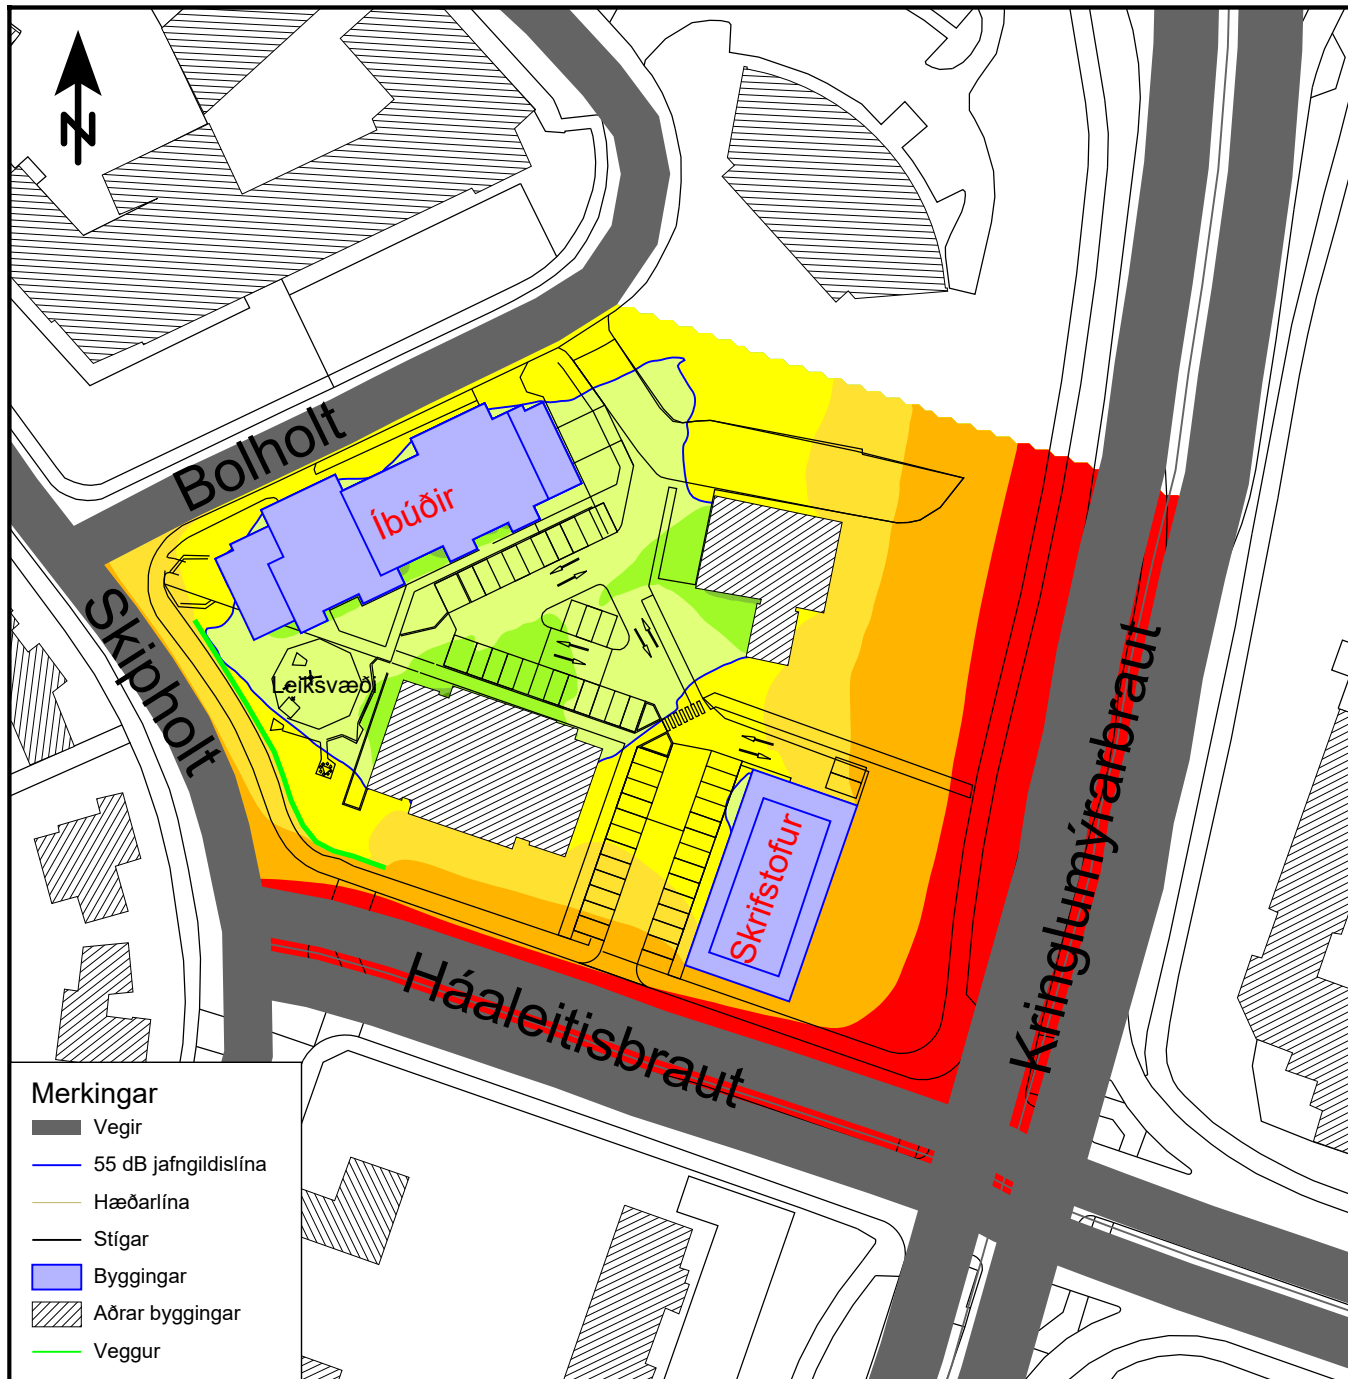 N
Bolholt
Íbúðir
Skipholt
Leiksvæði
Skrifstofur
Kringlumýrarbraut
Háaleitisbraut
Merkingar
Vegir
55 dB jafngildislína
Hæðarlína
Stígar
Byggingar
Aðrar byggingar
Veggur